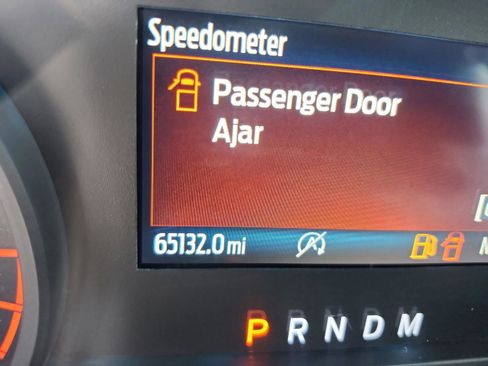 Speedometer
Passenger Door
Ajar
65132.0 mi
P R N D M